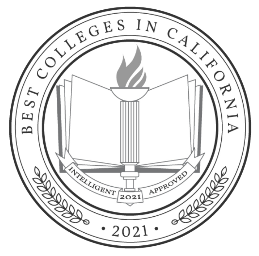 BEST COLLEGES IN CALIFORNIA
INTELLIGENT
2021
APPROVED
• 2021 •